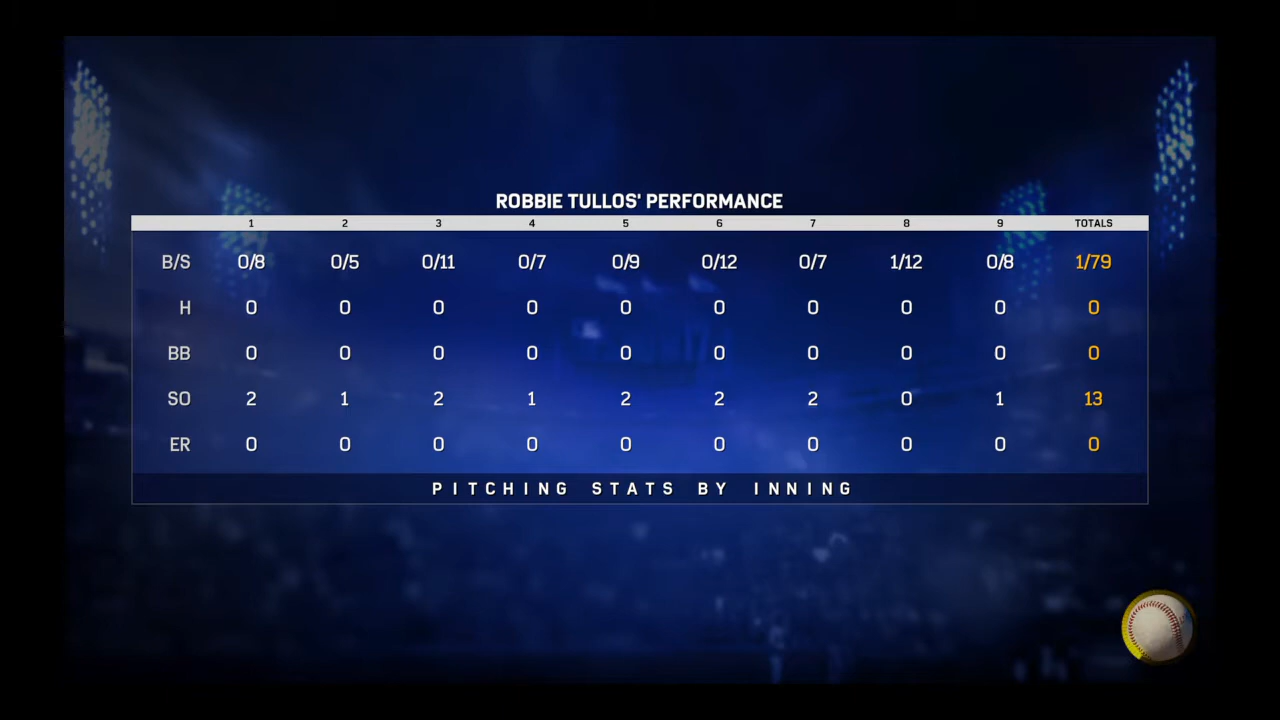 ROBBIE TULLOS' PERFORMANCE
1 2 3 4 5 6 7 8 9 TOTALS
B/S 0/8 0/5 0/11 0/7 0/9 0/12 0/7 1/12 0/8 1/79
H 0 0 0 0 0 0 0 0 0 0
BB 0 0 0 0 0 0 0 0 0 0
SO 2 1 2 1 2 2 2 0 1 13
ER 0 0 0 0 0 0 0 0 0 0
PITCHING STATS BY INNING